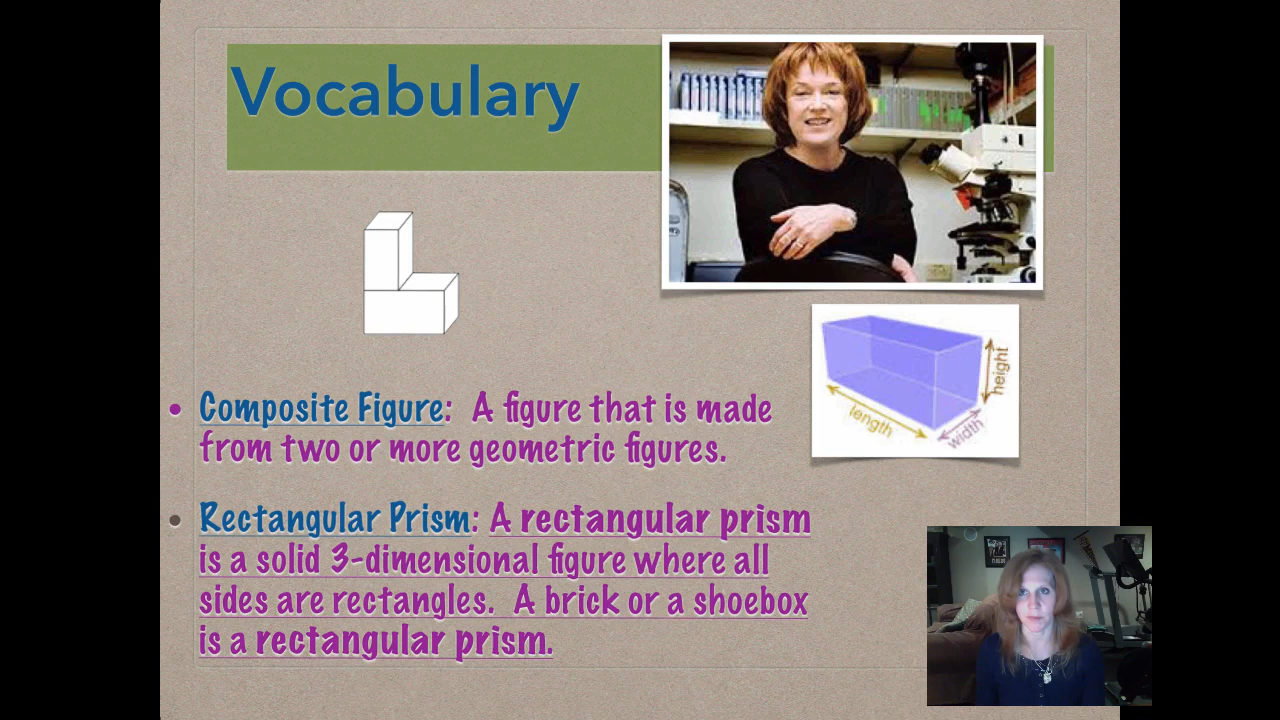 Vocabulary
height
length
width
Composite Figure: A figure that is made
from two or more geometric figures.
Rectangular Prism: A rectangular prism
is a solid 3-dimensional figure where all
sides are rectangles. A brick or a shoebox
is a rectangular prism.